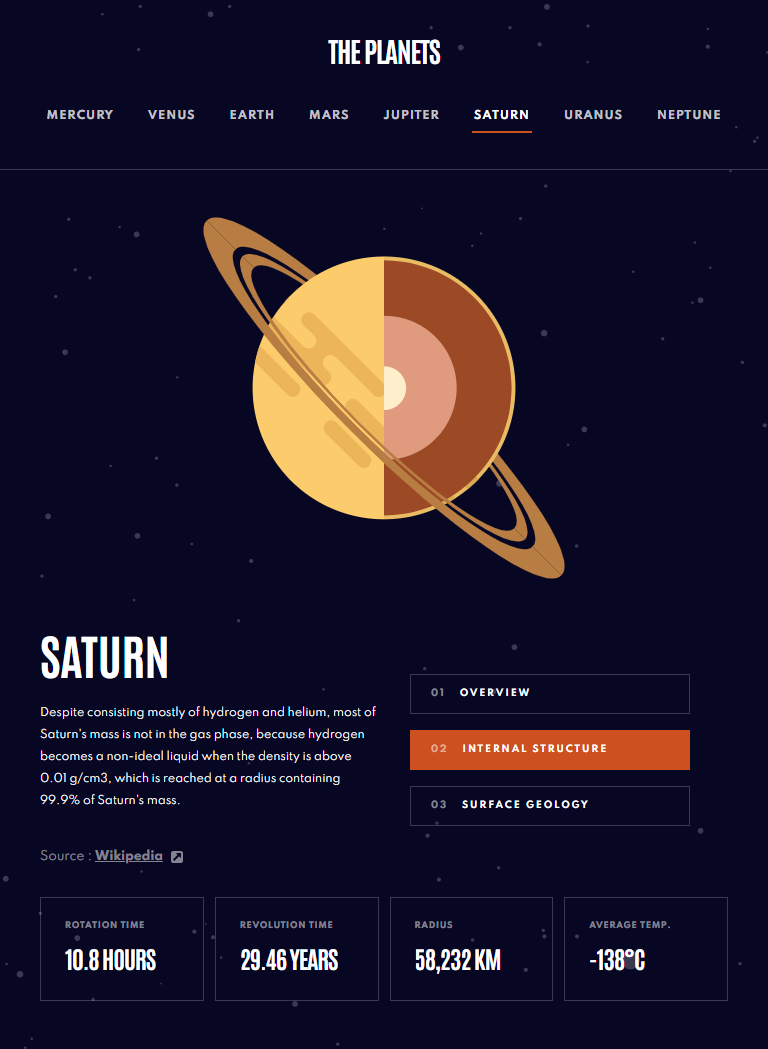 THE PLANETS
MERCURY VENUS EARTH MARS JUPITER SATURN URANUS NEPTUNE
SATURN
Despite consisting mostly of hydrogen and helium, most of
Saturn's mass is not in the gas phase, because hydrogen
becomes a non-ideal liquid when the density is above
0.01 g/cm3, which is reached at a radius containing
99.9% of Saturn's mass.
Source : Wikipedia
01 OVERVIEW
02 INTERNAL STRUCTURE
03 SURFACE GEOLOGY
ROTATION TIME
10.8 HOURS
REVOLUTION TIME
29.46 YEARS
RADIUS
58,232 KM
AVERAGE TEMP.
-138°C